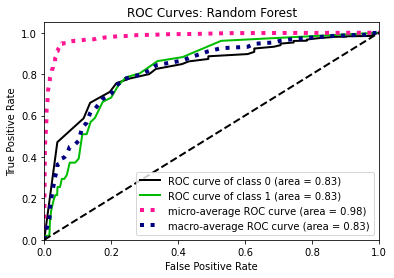 ROC Curves: Random Forest
True Positive Rate
1.0
0.8
0.6
0.4
0.2
0.0
ROC curve of class 0 (area = 0.83)
ROC curve of class 1 (area = 0.83)
micro-average ROC curve (area = 0.98)
macro-average ROC curve (area = 0.83)
0.0 0.2 0.4 0.6 0.8 1.0
False Positive Rate